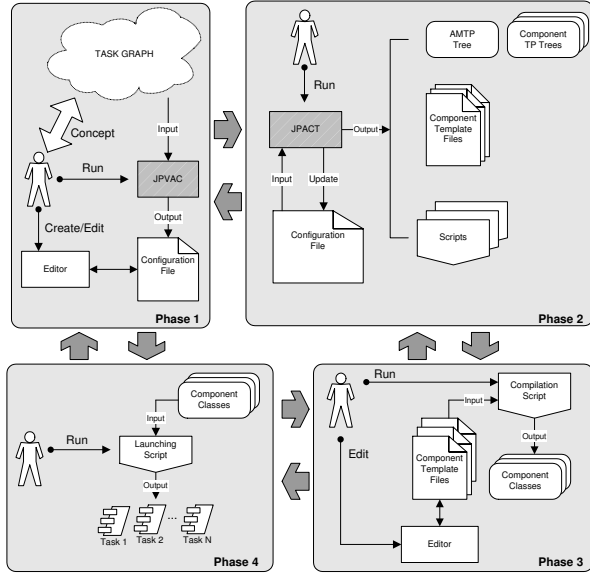 TASK GRAPH
Concept
Input
Run
JPVAC
Output
Create/Edit
Editor
Configuration
File
Phase 1
Run
JPACT
Output
AMTP
Tree
Component
TP Trees
Component
Template
Files
Input
Update
Configuration
File
Scripts
Phase 2
Component
Classes
Input
Run
Launching
Script
Output
Task 1
Task 2
...
Task N
Phase 4
Run
Compilation
Script
Input
Edit
Output
Component
Template
Files
Component
Classes
Editor
Phase 3